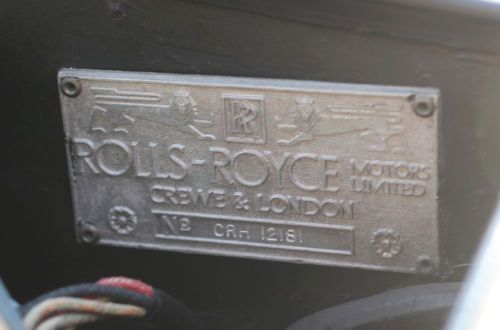 RR
ROLLS-ROYCE MOTORS LIMITED
CREWE & LONDON
Nº CRH 12181